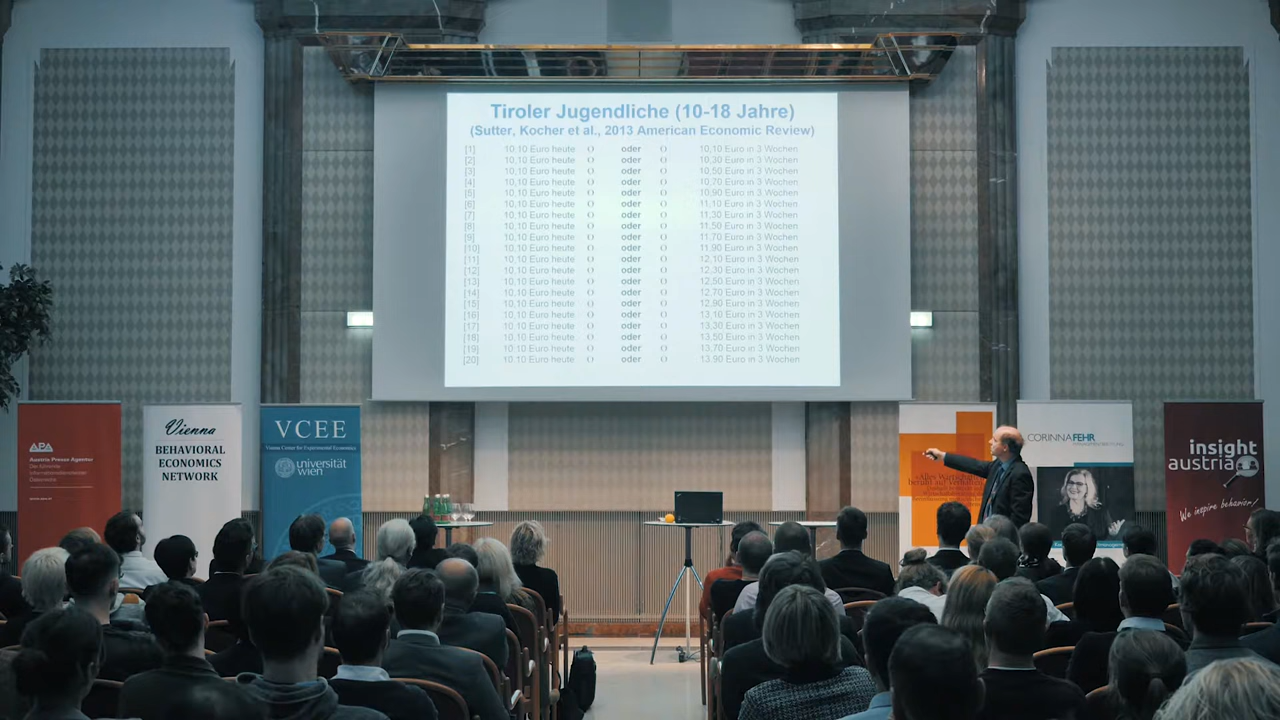 Tiroler Jugendliche (10-18 Jahre)
(Sutter, Kocher et al., 2013 American Economic Review)
[1] 10,10 Euro heute O oder O 10,10 Euro in 3 Wochen
[2] 10,10 Euro heute O oder O 10,30 Euro in 3 Wochen
[3] 10,10 Euro heute O oder O 10,50 Euro in 3 Wochen
[4] 10,10 Euro heute O oder O 10,70 Euro in 3 Wochen
[5] 10,10 Euro heute O oder O 10,90 Euro in 3 Wochen
[6] 10,10 Euro heute O oder O 11,10 Euro in 3 Wochen
[7] 10,10 Euro heute O oder O 11,30 Euro in 3 Wochen
[8] 10,10 Euro heute O oder O 11,50 Euro in 3 Wochen
[9] 10,10 Euro heute O oder O 11,70 Euro in 3 Wochen
[10] 10,10 Euro heute O oder O 11,90 Euro in 3 Wochen
[11] 10,10 Euro heute O oder O 12,10 Euro in 3 Wochen
[12] 10,10 Euro heute O oder O 12,30 Euro in 3 Wochen
[13] 10,10 Euro heute O oder O 12,50 Euro in 3 Wochen
[14] 10,10 Euro heute O oder O 12,70 Euro in 3 Wochen
[15] 10,10 Euro heute O oder O 12,90 Euro in 3 Wochen
[16] 10,10 Euro heute O oder O 13,10 Euro in 3 Wochen
[17] 10,10 Euro heute O oder O 13,30 Euro in 3 Wochen
[18] 10,10 Euro heute O oder O 13,50 Euro in 3 Wochen
[19] 10,10 Euro heute O oder O 13,70 Euro in 3 Wochen
[20] 10,10 Euro heute O oder O 13,90 Euro in 3 Wochen
APA
Austria Presse Agentur
Vienna
BEHAVIORAL
ECONOMICS
NETWORK
VCEE
Vienna Center for Experimental Economics
universität
wien
CORINNA FEHR
insight
austria
We inspire behavior!